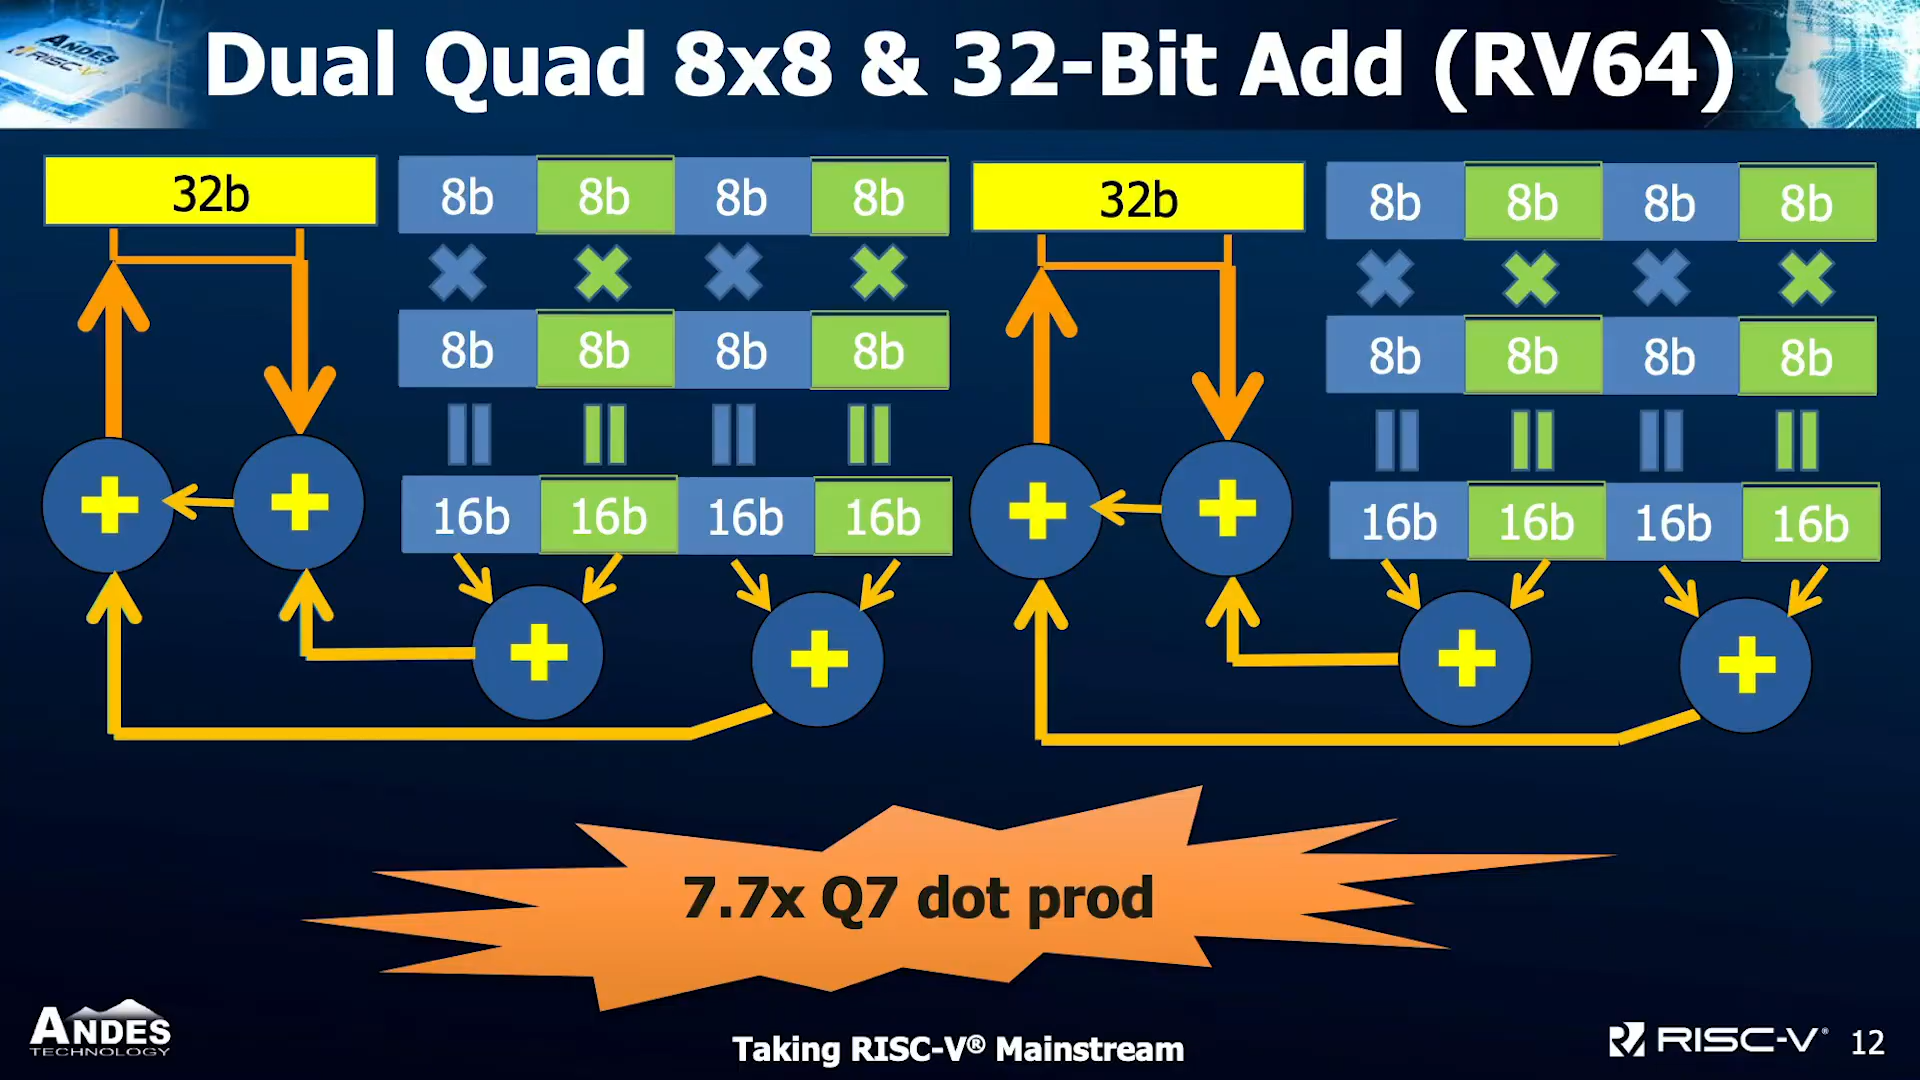 ANDES
RISC-V
Dual Quad 8x8 & 32-Bit Add (RV64)
32b 8b 8b 8b 8b 32b 8b 8b 8b 8b
8b 8b 8b 8b 8b 8b 8b 8b
16b 16b 16b 16b 16b 16b 16b 16b
7.7x Q7 dot prod
ANDES
TECHNOLOGY
Taking RISC-V® Mainstream
RISC-V® 12